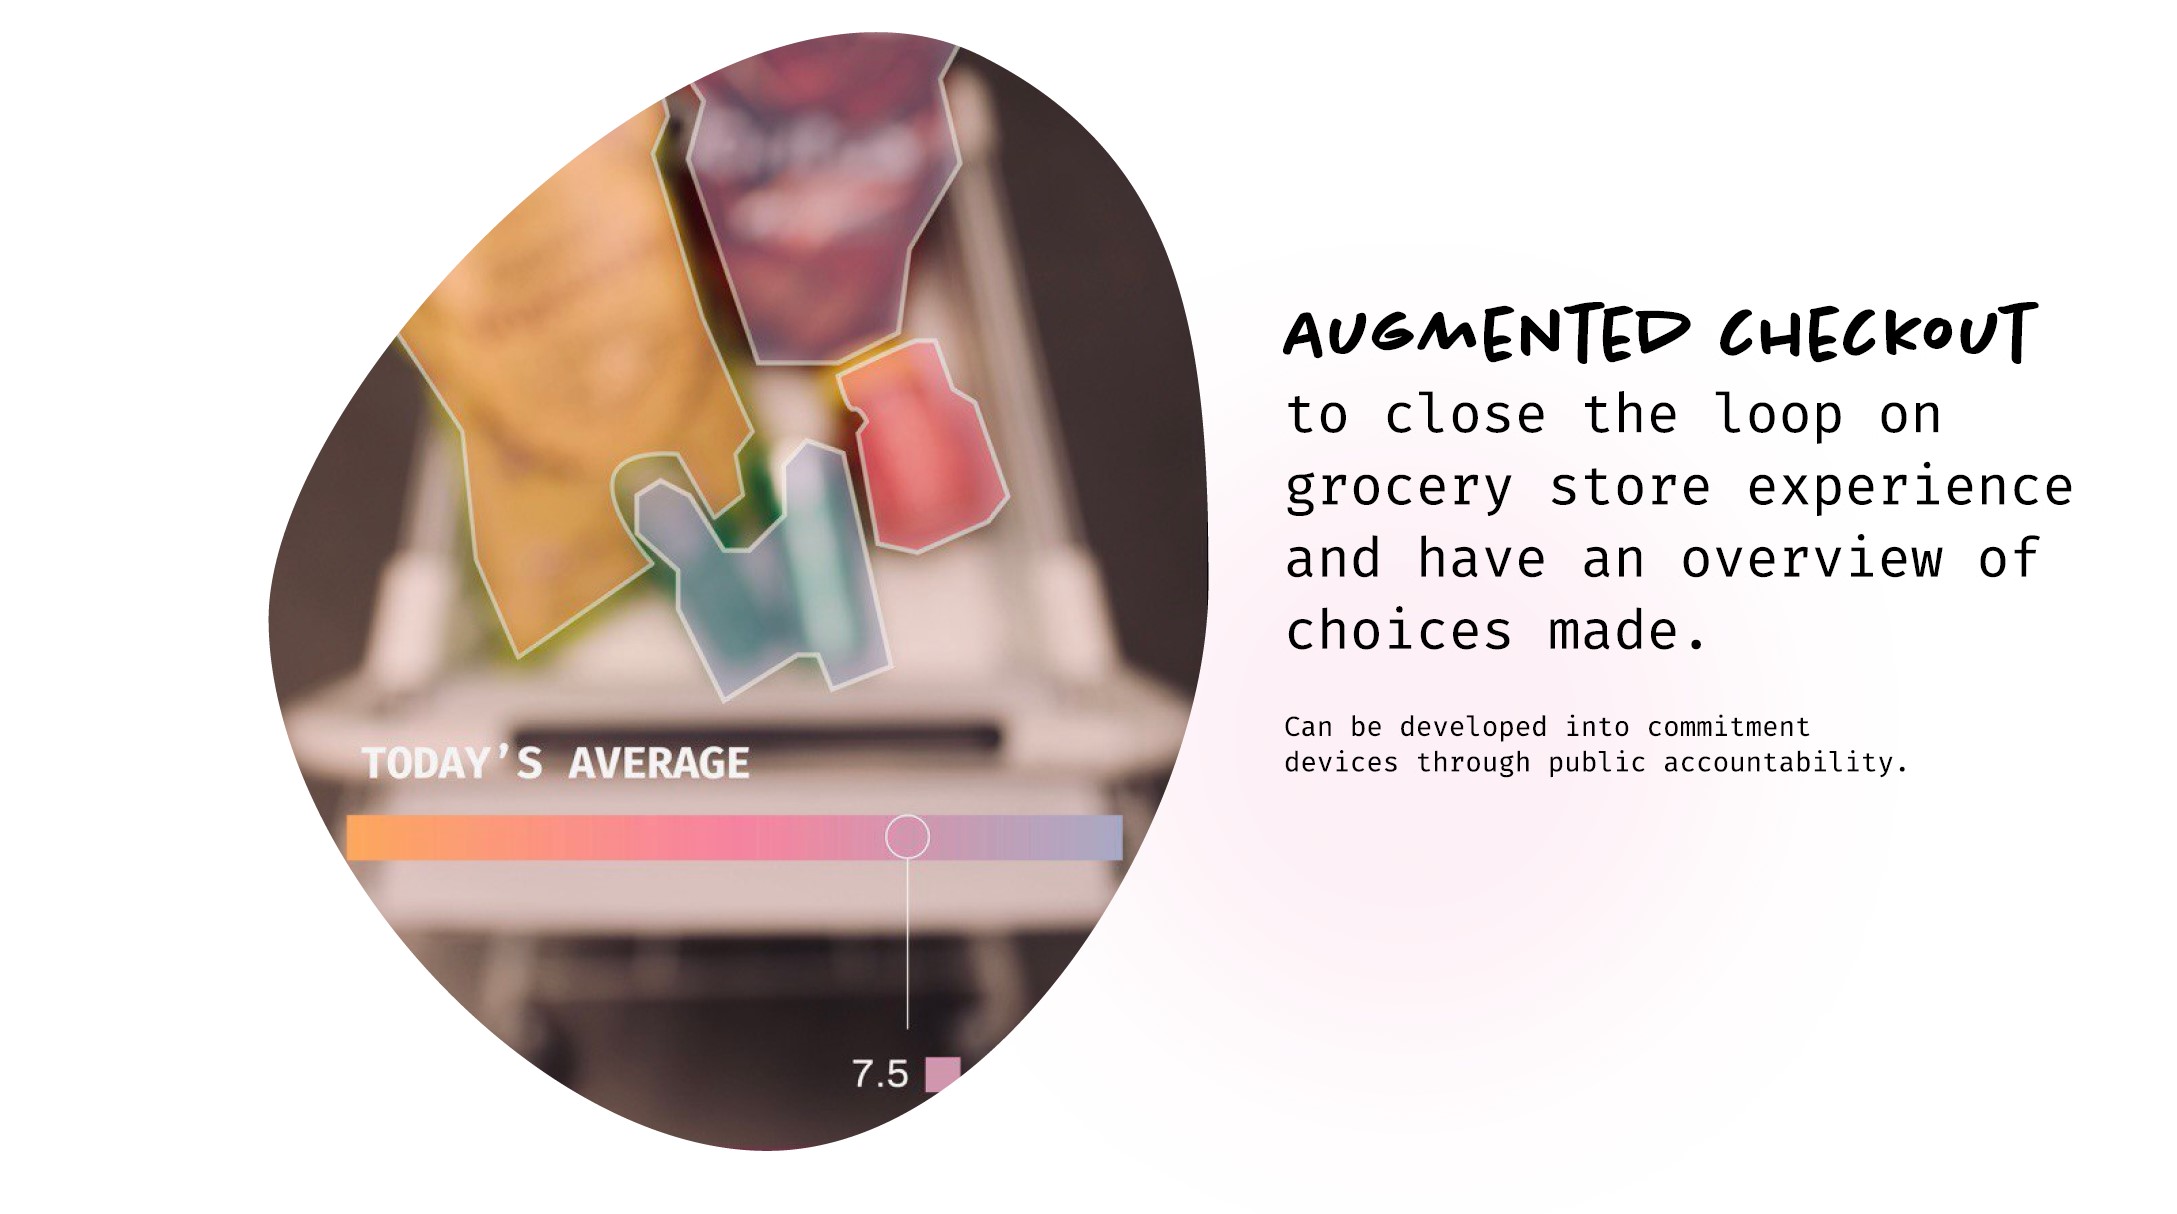 AUGMENTED CHECKOUT
to close the loop on
grocery store experience
and have an overview of
choices made.
Can be developed into commitment
devices through public accountability.
TODAY’S AVERAGE
7.5